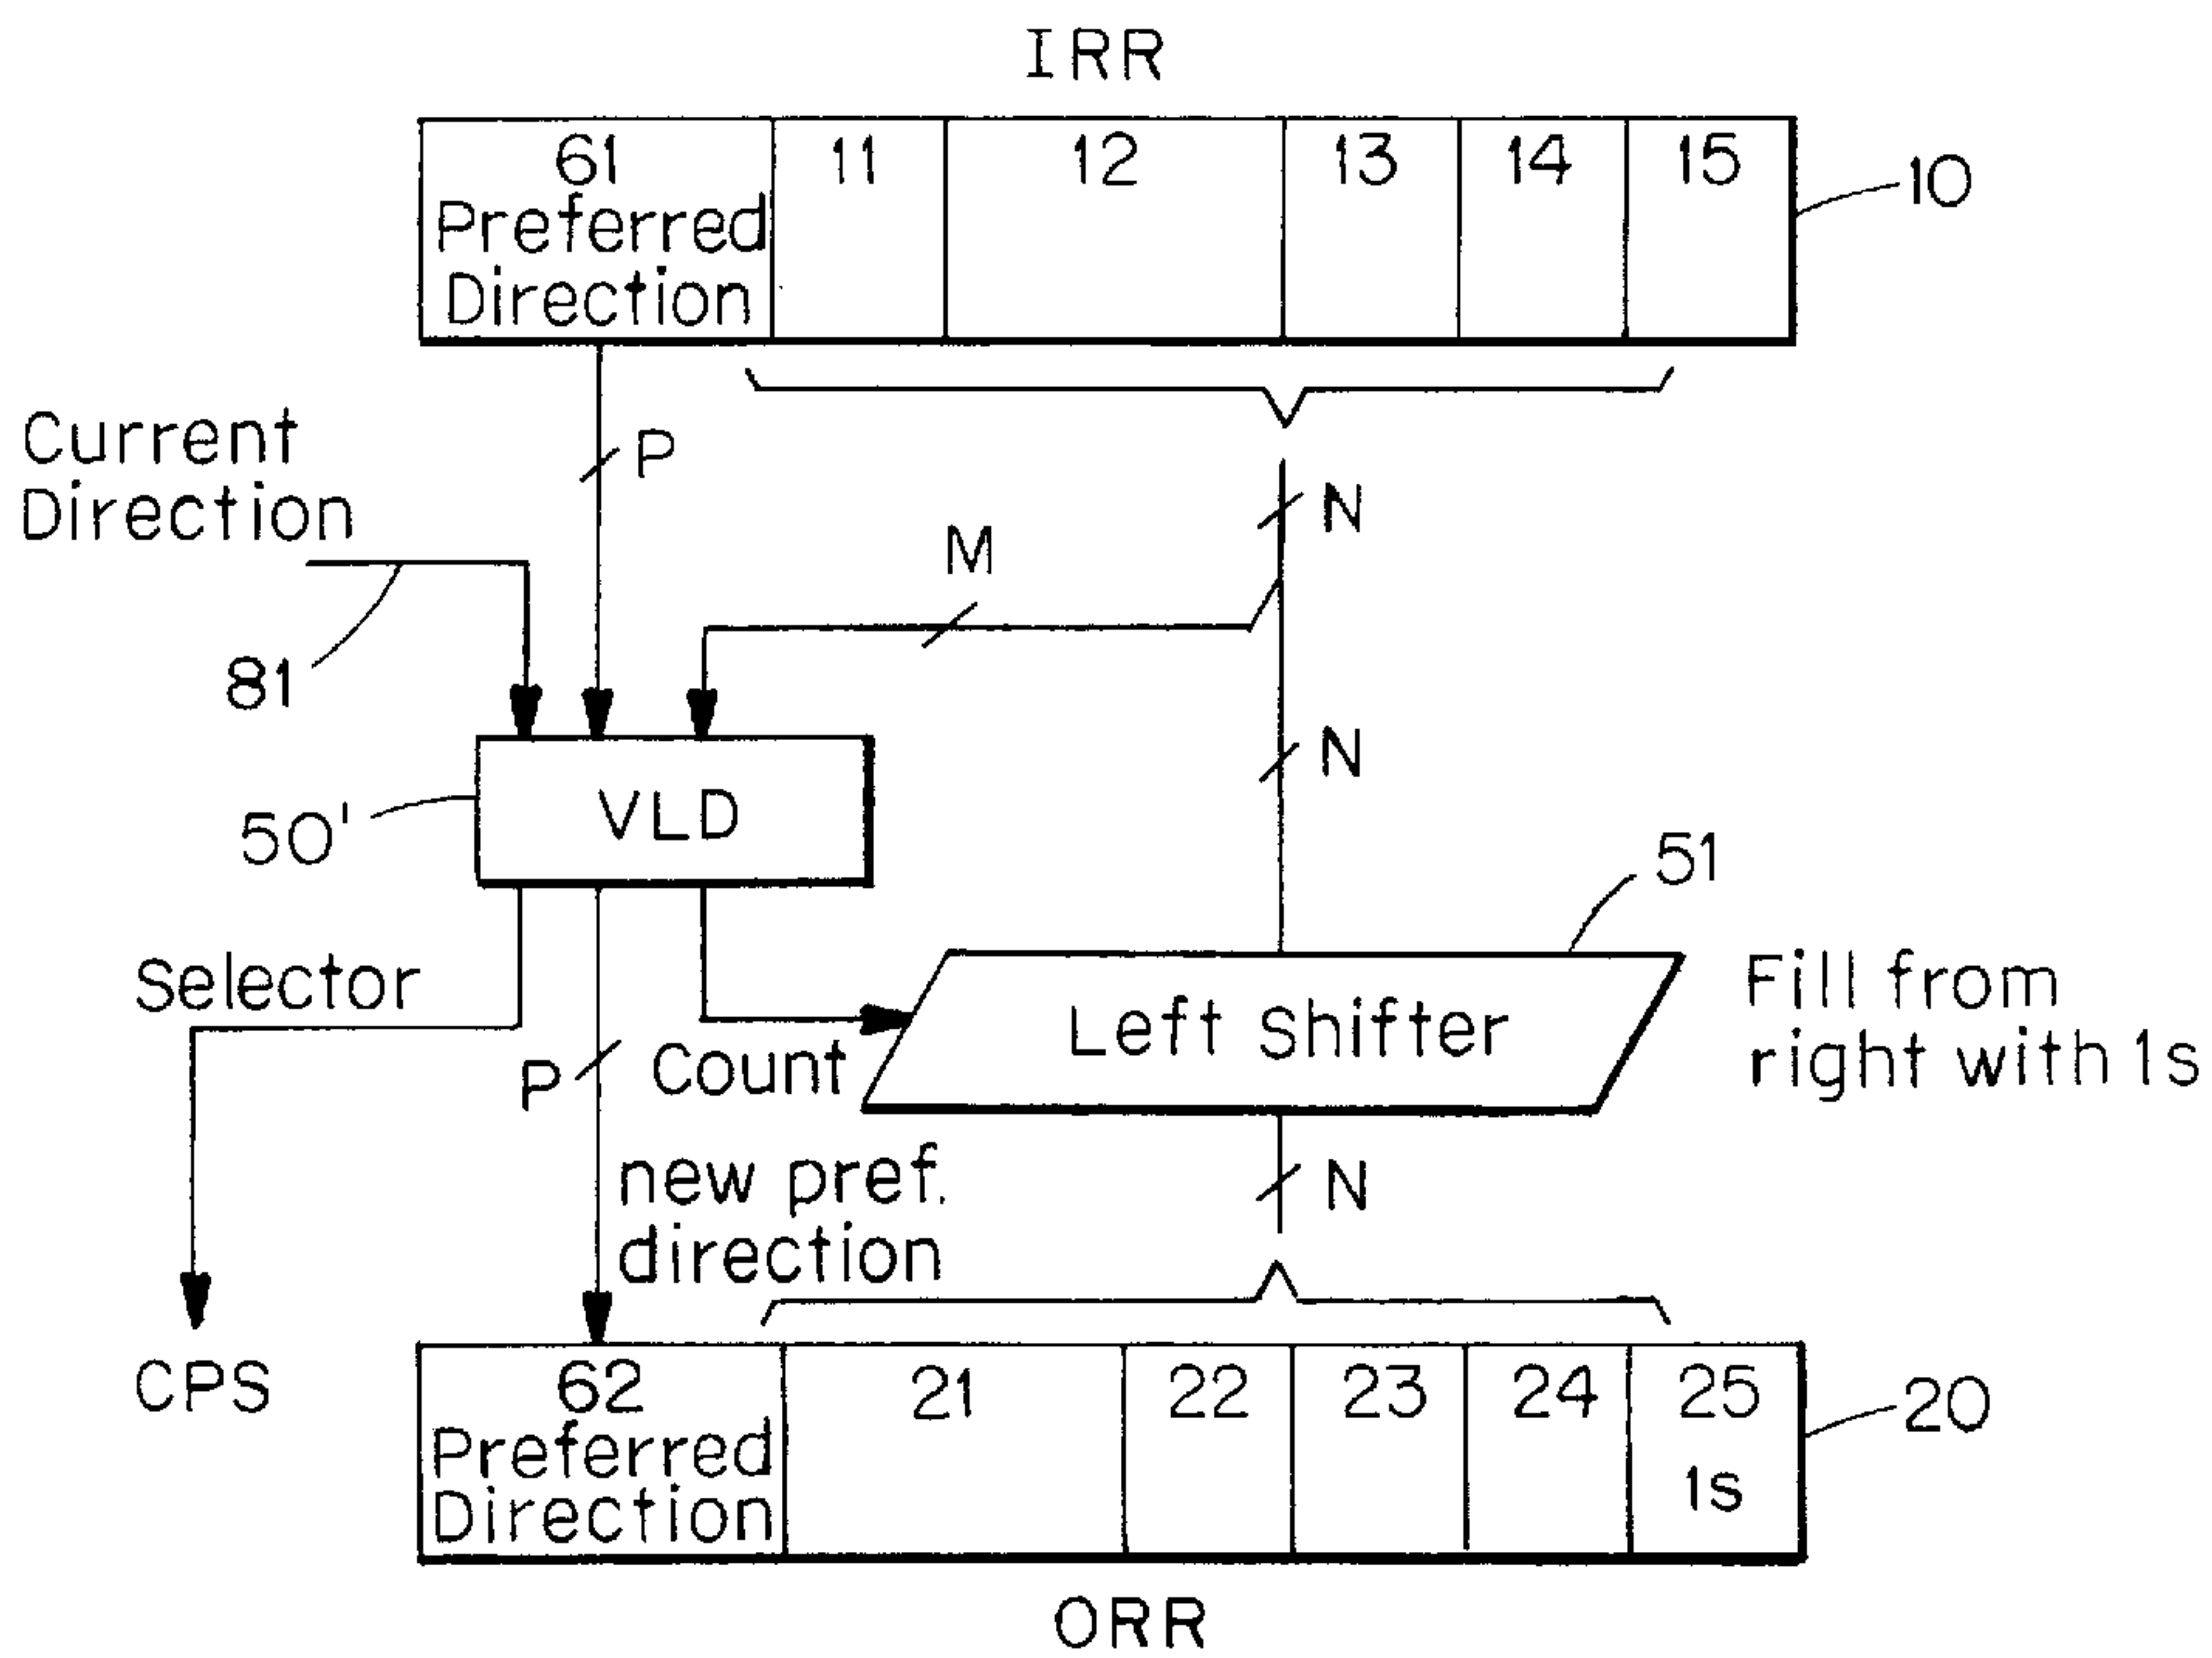 IRR
61 11 12 13 14 15
Preferred
Direction
10
Current
Direction
P
N
M
81
N
VLD
50'
51
Selector
Left Shifter
Fill from
right with 1s
P
Count
new pref.
direction
N
CPS
62 21 22 23 24 25
Preferred
Direction
1s
20
ORR